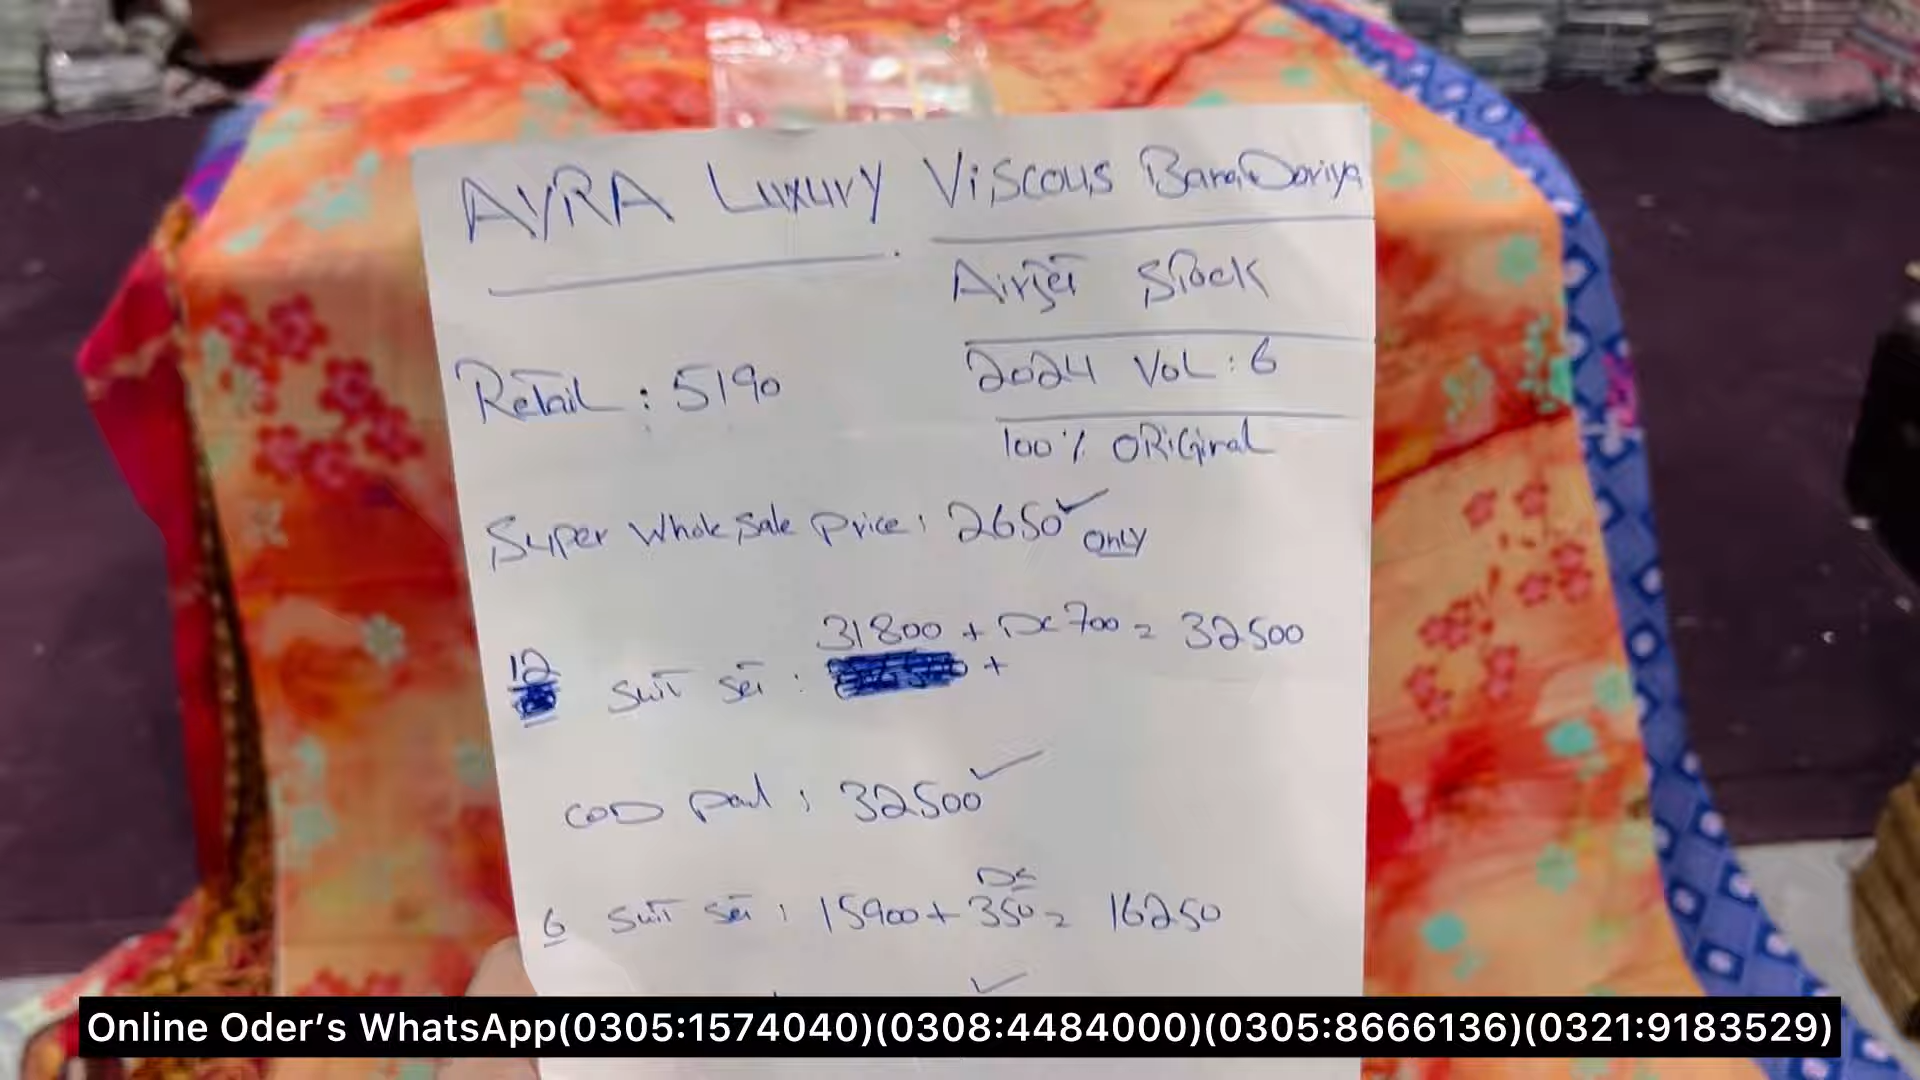 AYRA Luxury Viscous BaraDoriya
Airjet Stock
Retail : 5190
2024 Vol : 6
100% ORiGinal
Super Whole Sale Price : 2650 only
31800 + DC 700 = 32500
12 Suit Set : +
COD Paid : 32500
DC
6 Suit Set : 15900 + 350 = 16250
Online Oder’s WhatsApp(0305:1574040)(0308:4484000)(0305:8666136)(0321:9183529)